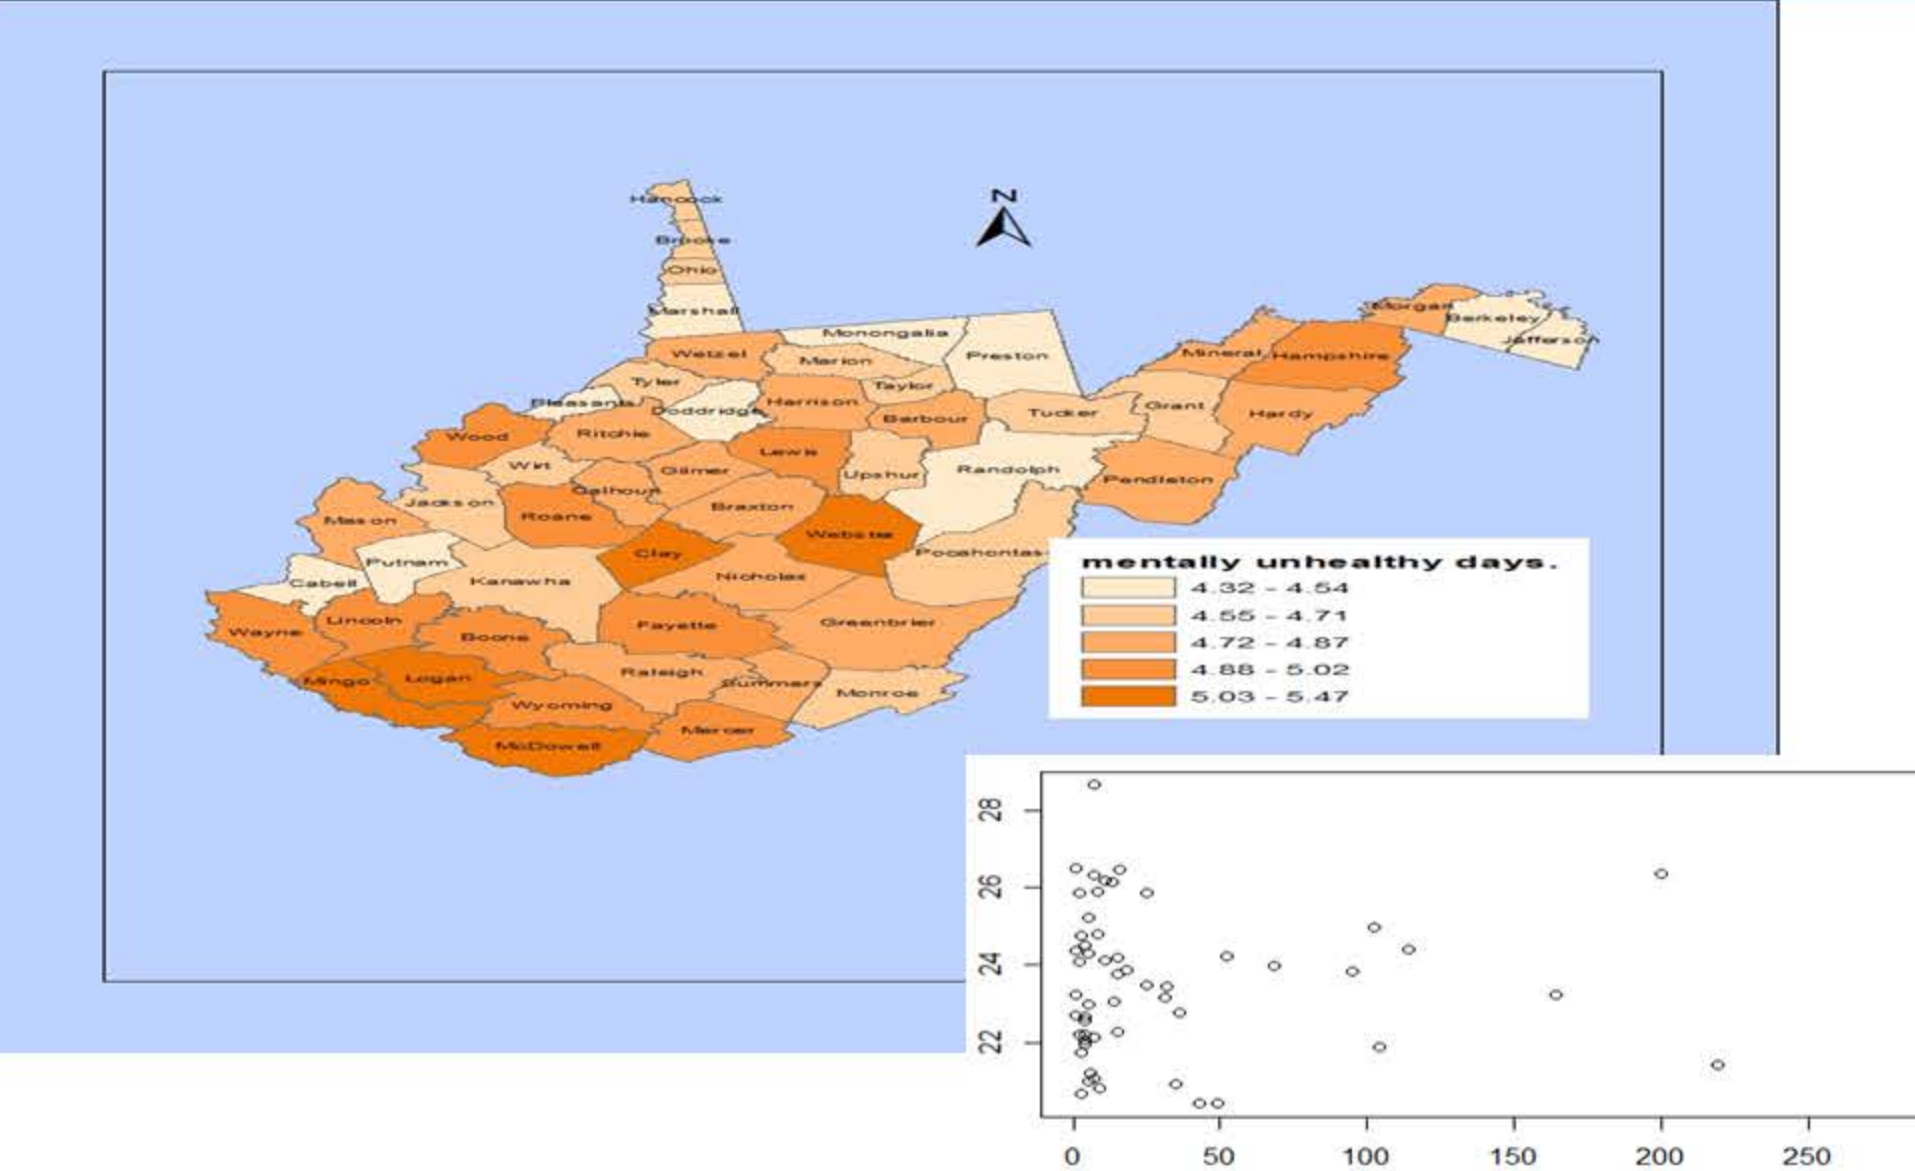 Hancock
N
Brooke
Ohio
Marshall
Morgan
Berkeley
Jefferson
Monongalia
Wetzel
Marion
Preston
Mineral
Hampshire
Tyler
Taylor
Pleasants
Doddridge
Harrison
Barbour
Tucker
Grant
Hardy
Wood
Ritchie
Lewis
Wirt
Gilmer
Upshur
Randolph
Pendleton
Calhoun
Jackson
Braxton
Mason
Roane
Webster
Clay
Pocahontas
Putnam
Cabell
Kanawha
Nicholas
Wayne
Lincoln
Boone
Fayette
Greenbrier
Mingo
Logan
Raleigh
Summers
Monroe
Wyoming
Mercer
McDowell
mentally unhealthy days.
4.32 - 4.54
4.55 - 4.71
4.72 - 4.87
4.88 - 5.02
5.03 - 5.47
28
26
24
22
0 50 100 150 200 250